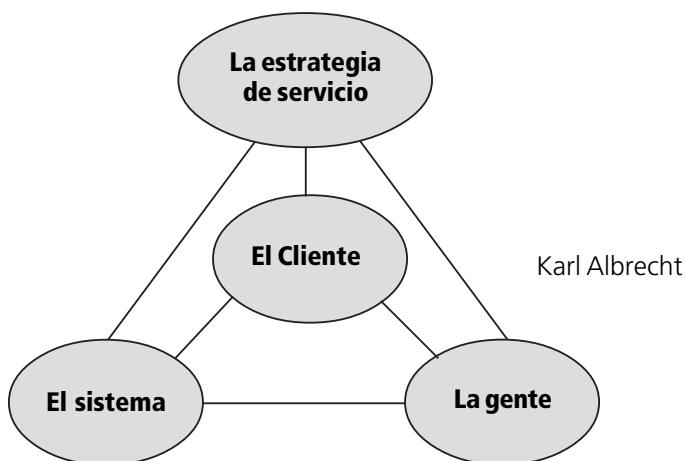 La estrategia
de servicio
El Cliente
Karl Albrecht
El sistema
La gente